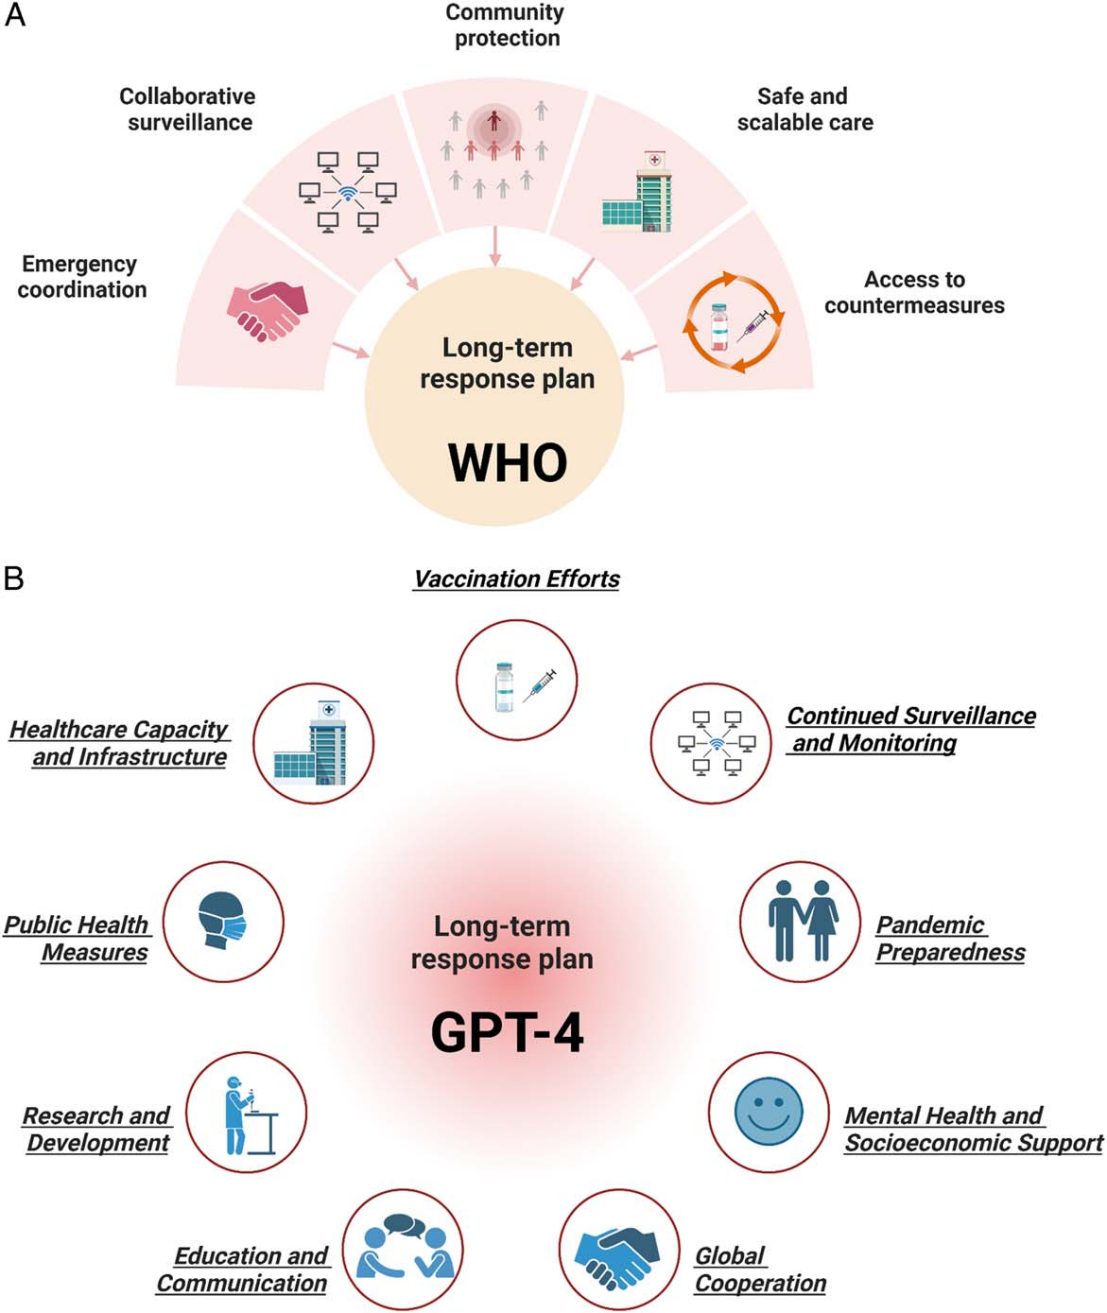 A
Community
protection
Collaborative
surveillance
Safe and
scalable care
Emergency
coordination
Access to
countermeasures
Long-term
response plan
WHO
B
Vaccination Efforts
Healthcare Capacity
and Infrastructure
Continued Surveillance
and Monitoring
Public Health
Measures
Pandemic
Preparedness
Long-term
response plan
GPT-4
Research and
Development
Mental Health and
Socioeconomic Support
Education and
Communication
Global
Cooperation